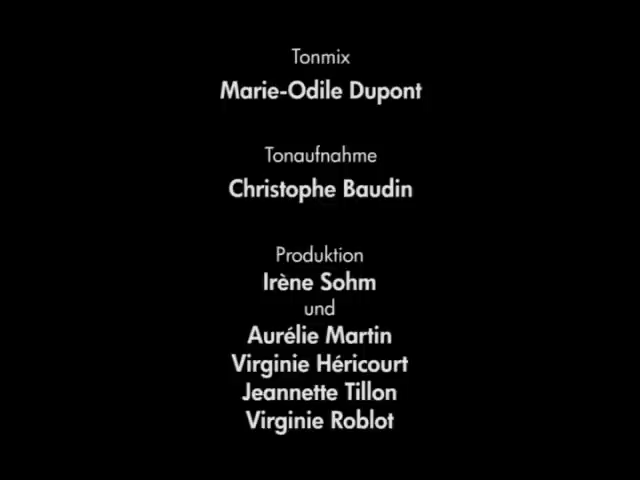 Tonmix
Marie-Odile Dupont
Tonaufnahme
Christophe Baudin
Produktion
Irène Sohm
und
Aurélie Martin
Virginie Héricourt
Jeannette Tillon
Virginie Roblot